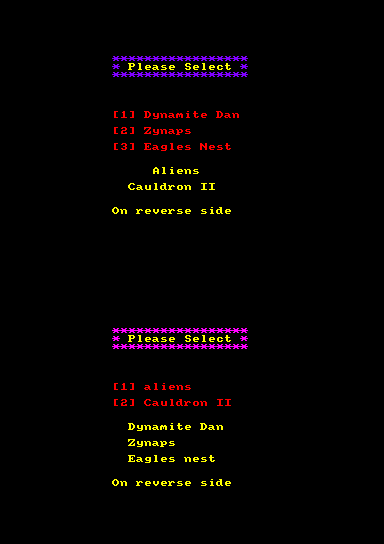 *****************
* Please Select *
*****************
[1] Dynamite Dan
[2] Zynaps
[3] Eagles Nest
Aliens
Cauldron II
On reverse side
*****************
* Please Select *
*****************
[1] aliens
[2] Cauldron II
Dynamite Dan
Zynaps
Eagles nest
On reverse side